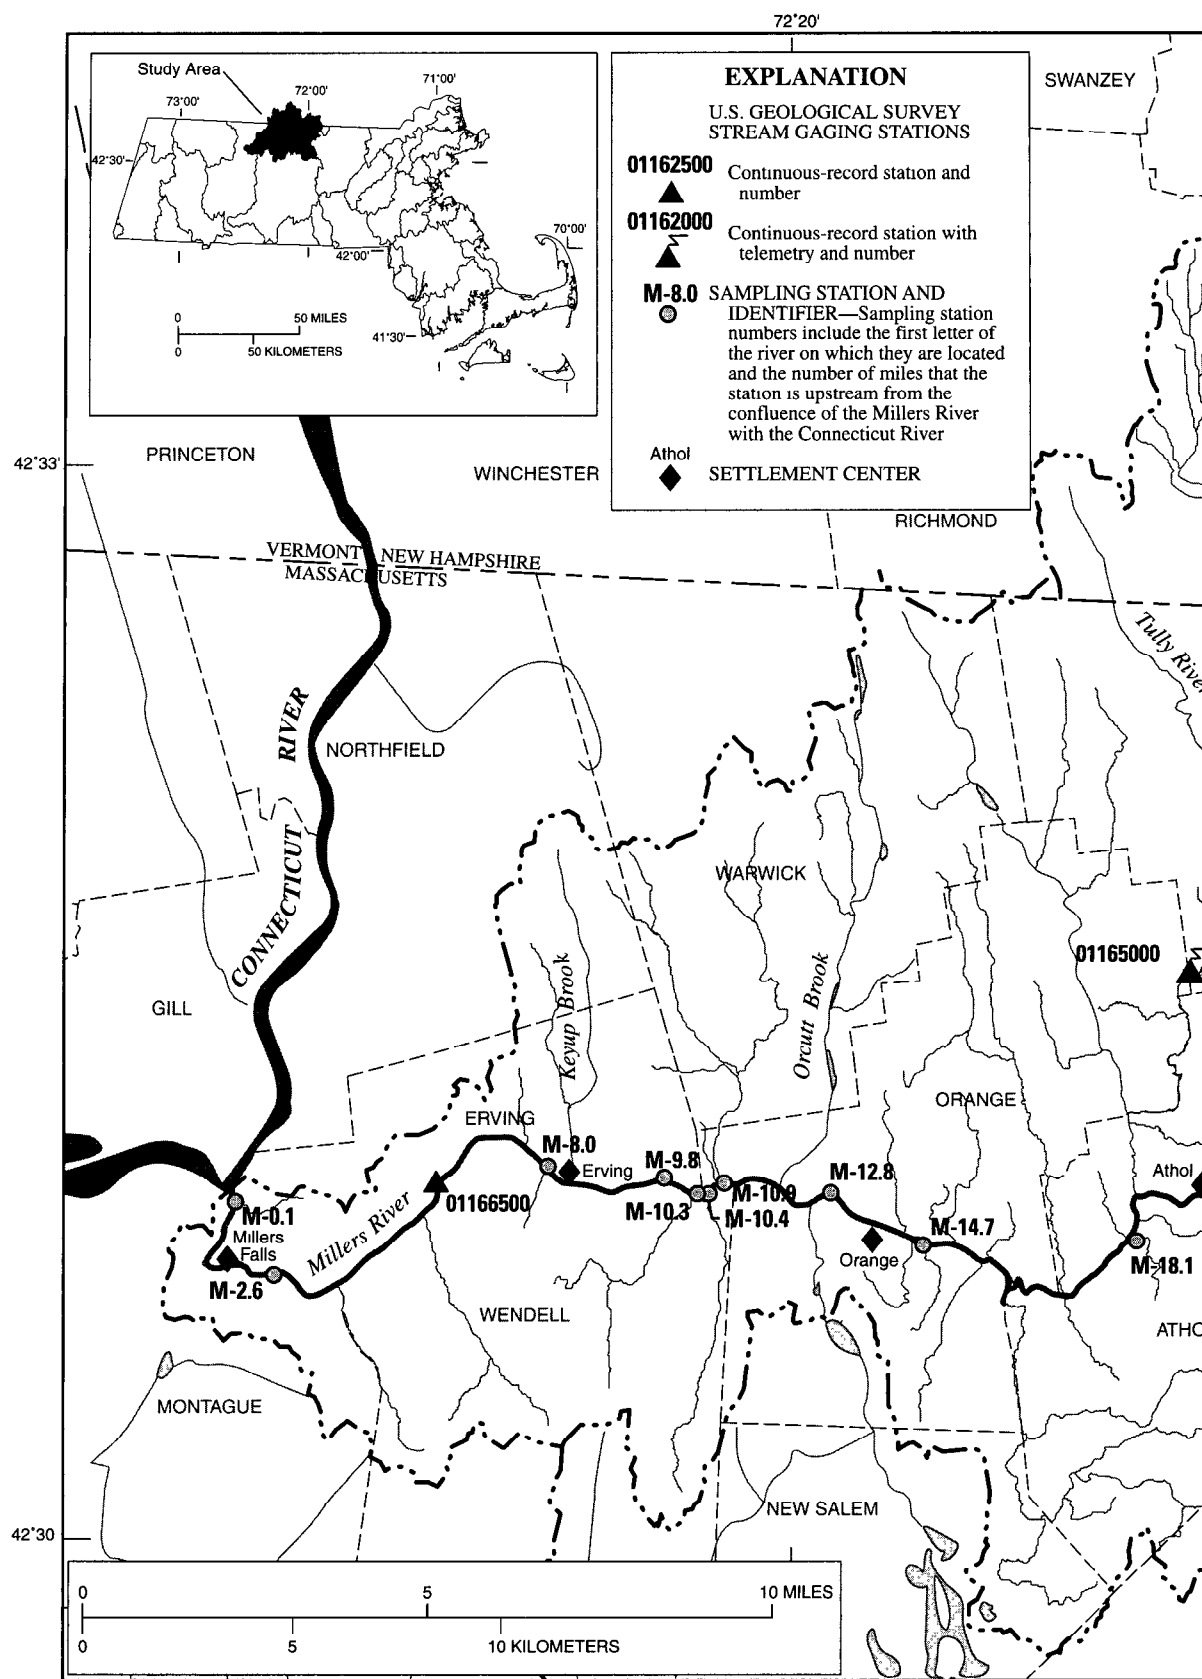 72°20'
SWANZEY
Study Area
73°00'
72°00'
71°00'
42°30'
70°00'
42°00'
41°30'
0
50 MILES
0
50 KILOMETERS
EXPLANATION
U.S. GEOLOGICAL SURVEY
STREAM GAGING STATIONS
01162500
Continuous-record station and
number
01162000
Continuous-record station with
telemetry and number
M-8.0
SAMPLING STATION AND
IDENTIFIER—Sampling station
numbers include the first letter of
the river on which they are located
and the number of miles that the
station is upstream from the
confluence of the Millers River
with the Connecticut River
Athol
SETTLEMENT CENTER
42°33'
PRINCETON
WINCHESTER
RICHMOND
VERMONT
NEW HAMPSHIRE
MASSACHUSETTS
Tully River
CONNECTICUT RIVER
NORTHFIELD
WARWICK
01165000
GILL
Keyup Brook
Orcutt Brook
ORANGE
ERVING
M-8.0
Erving
M-9.8
M-10.9
M-12.8
Athol
M-0.1
01166500
M-10.3
M-10.4
Millers
Falls
Millers River
M-14.7
Orange
M-18.1
M-2.6
WENDELL
ATHO
MONTAGUE
NEW SALEM
42°30
0
5
10 MILES
0
5
10 KILOMETERS